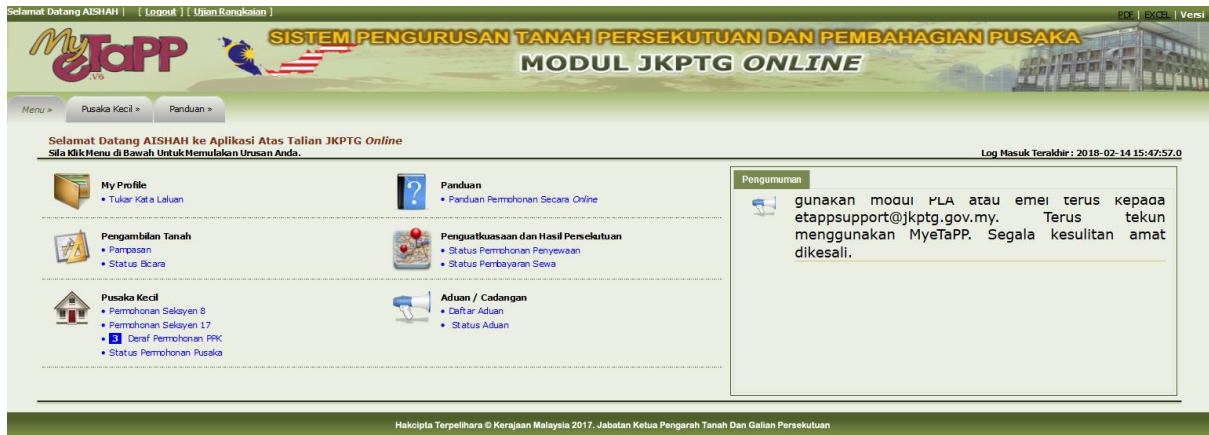 Selamat Datang AISHAH | [ Logout ] [ Ujian Rangkaian ]
PDF | EXCEL | Versi
MyeTaPP
.V6
SISTEM PENGURUSAN TANAH PERSEKUTUAN DAN PEMBAHAGIAN PUSAKA
MODUL JKPTG ONLINE
Menu » Pusaka Kecil » Panduan »
Selamat Datang AISHAH ke Aplikasi Atas Talian JKPTG Online
Sila Klik Menu di Bawah Untuk Memulakan Urusan Anda.
Log Masuk Terakhir : 2018-02-14 15:47:57.0
My Profile
• Tukar Kata Laluan
Panduan
• Panduan Permohonan Secara Online
Pengambilan Tanah
• Pampasan
• Status Bicara
Penguatkuasaan dan Hasil Persekutuan
• Status Permohonan Penyewaan
• Status Pembayaran Sewa
Pusaka Kecil
• Permohonan Seksyen 8
• Permohonan Seksyen 17
• 3 Deraf Permohonan PPK
• Status Permohonan Pusaka
Aduan / Cadangan
• Daftar Aduan
• Status Aduan
Pengumuman
gunakan modul PLA atau emel terus kepada
etappsupport@jkptg.gov.my. Terus tekun
menggunakan MyeTaPP. Segala kesulitan amat
dikesali.
Hakcipta Terpelihara © Kerajaan Malaysia 2017. Jabatan Ketua Pengarah Tanah Dan Galian Persekutuan